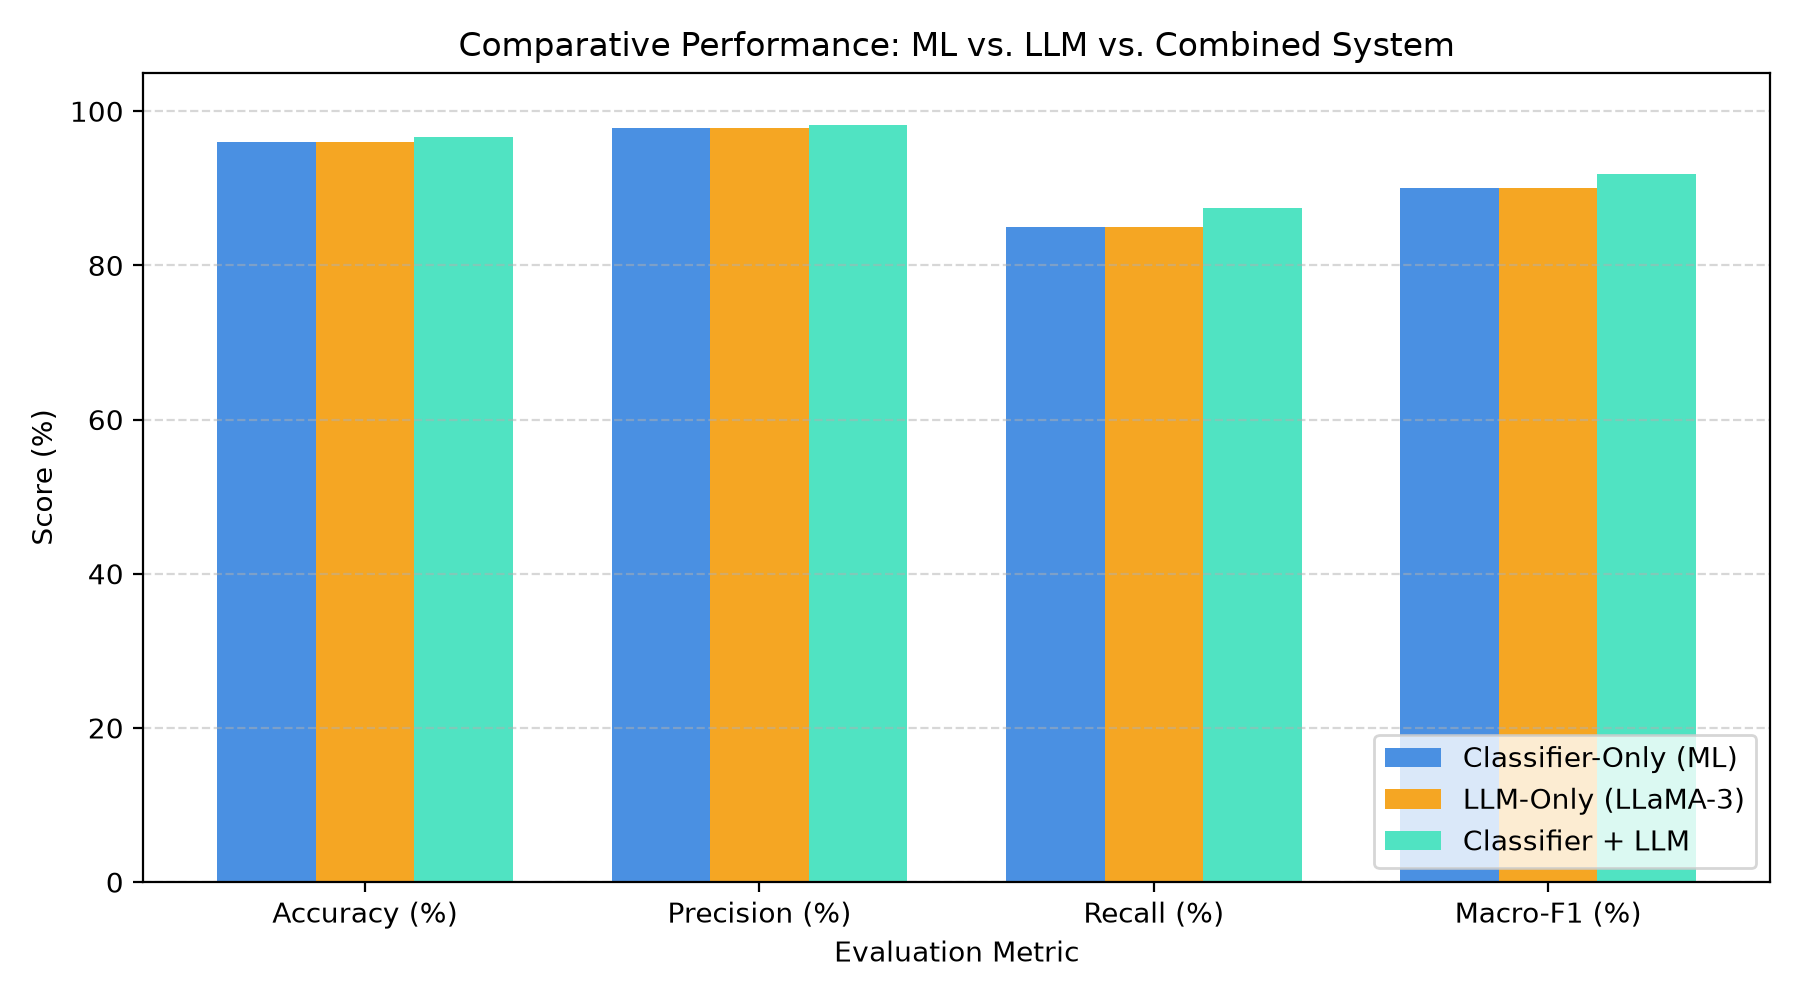 Comparative Performance: ML vs. LLM vs. Combined System
Score (%)
100
80
60
40
20
0
Accuracy (%)
Precision (%)
Recall (%)
Macro-F1 (%)
Evaluation Metric
Classifier-Only (ML)
LLM-Only (LLaMA-3)
Classifier + LLM